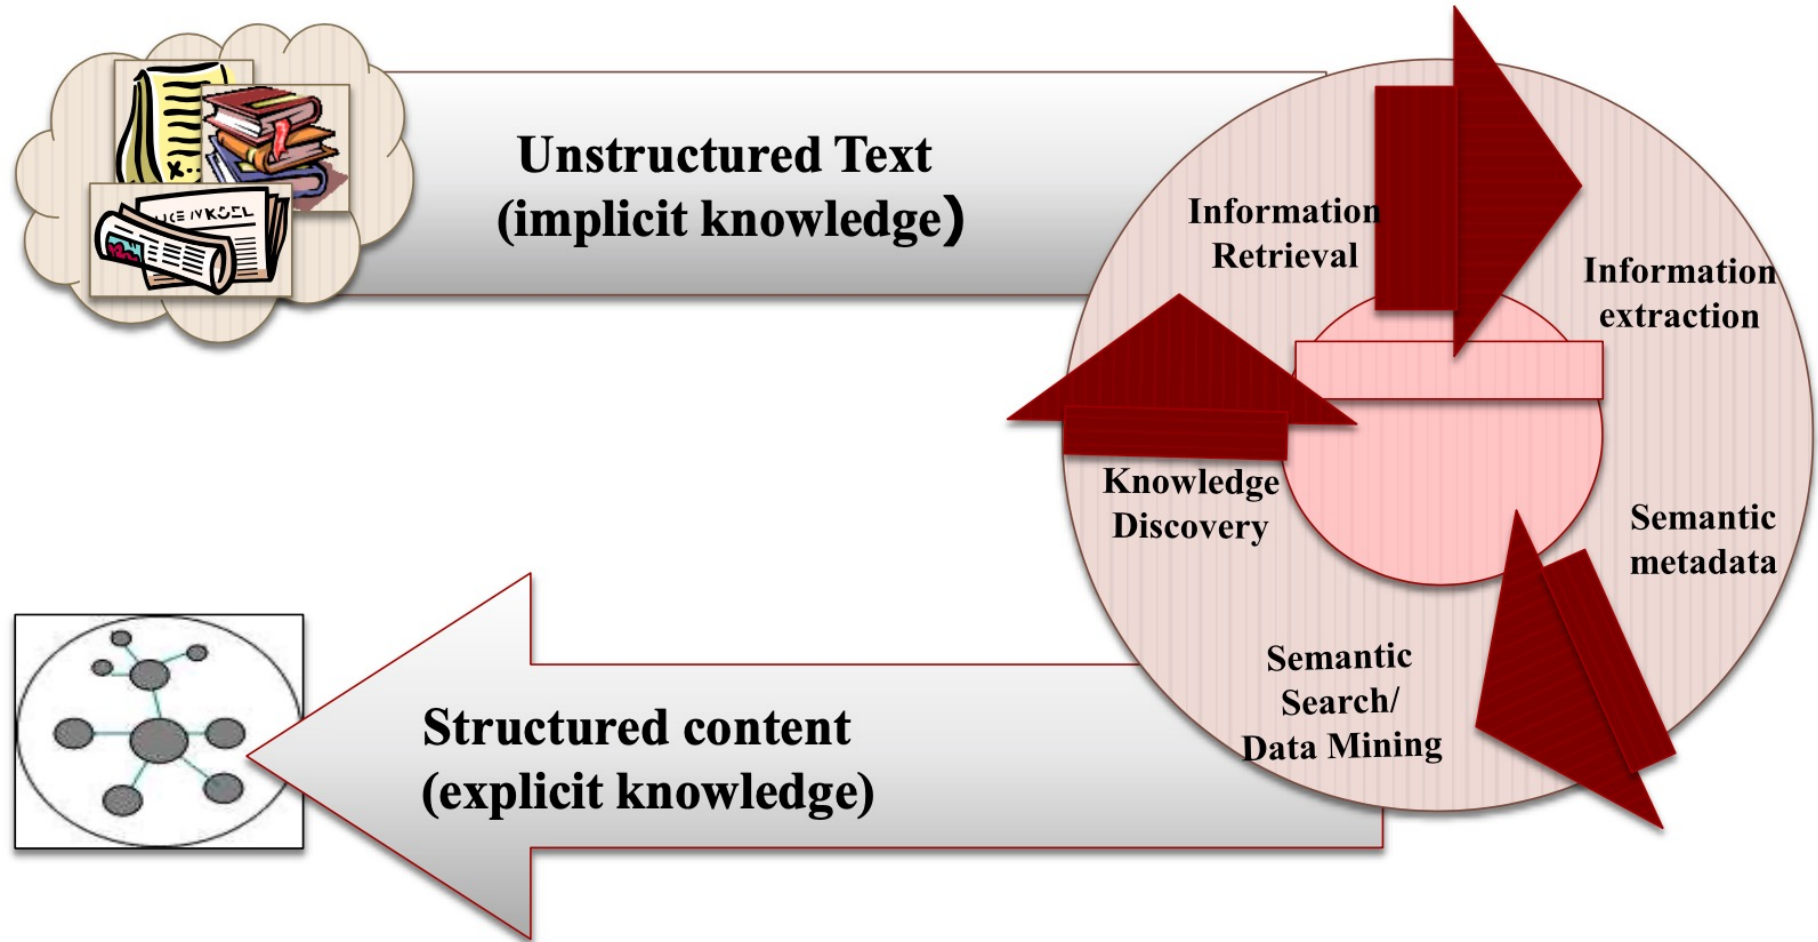 Unstructured Text
(implicit knowledge)
Information
Retrieval
Information
extraction
Semantic
metadata
Semantic
Search/
Data Mining
Knowledge
Discovery
Structured content
(explicit knowledge)